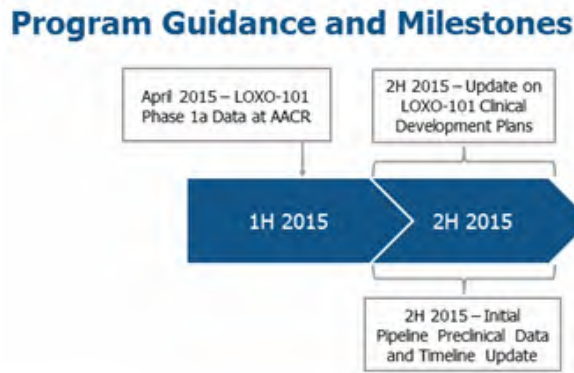 Program Guidance and Milestones
April 2015 – LOXO-101
Phase 1a Data at AACR
2H 2015 – Update on
LOXO-101 Clinical
Development Plans
1H 2015
2H 2015
2H 2015 – Initial
Pipeline Preclinical Data
and Timeline Update